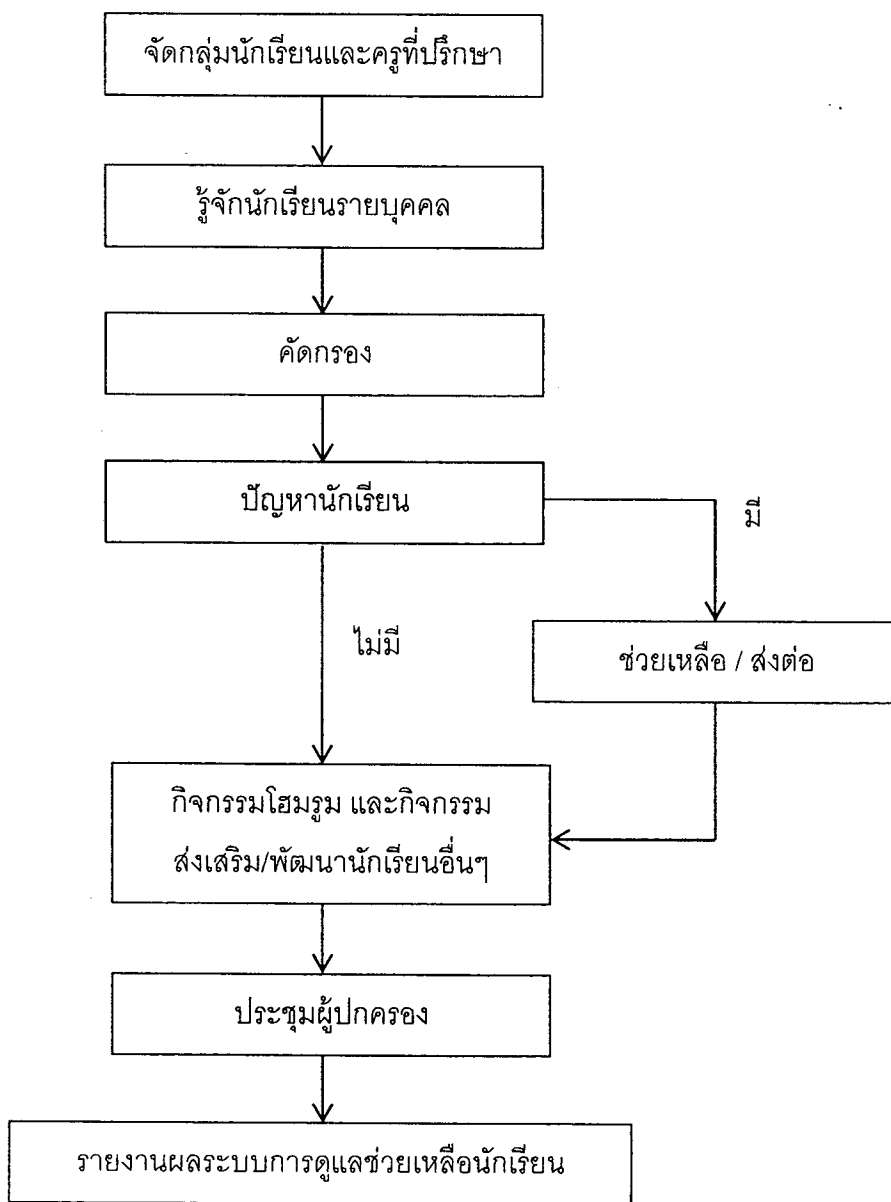 จัดกลุ่มนักเรียนและครูที่ปรึกษา
รู้จักนักเรียนรายบุคคล
คัดกรอง
ปัญหานักเรียน
มี
ไม่มี
ช่วยเหลือ / ส่งต่อ
กิจกรรมโฮมรูม และกิจกรรม
ส่งเสริม/พัฒนานักเรียนอื่นๆ
ประชุมผู้ปกครอง
รายงานผลระบบการดูแลช่วยเหลือนักเรียน